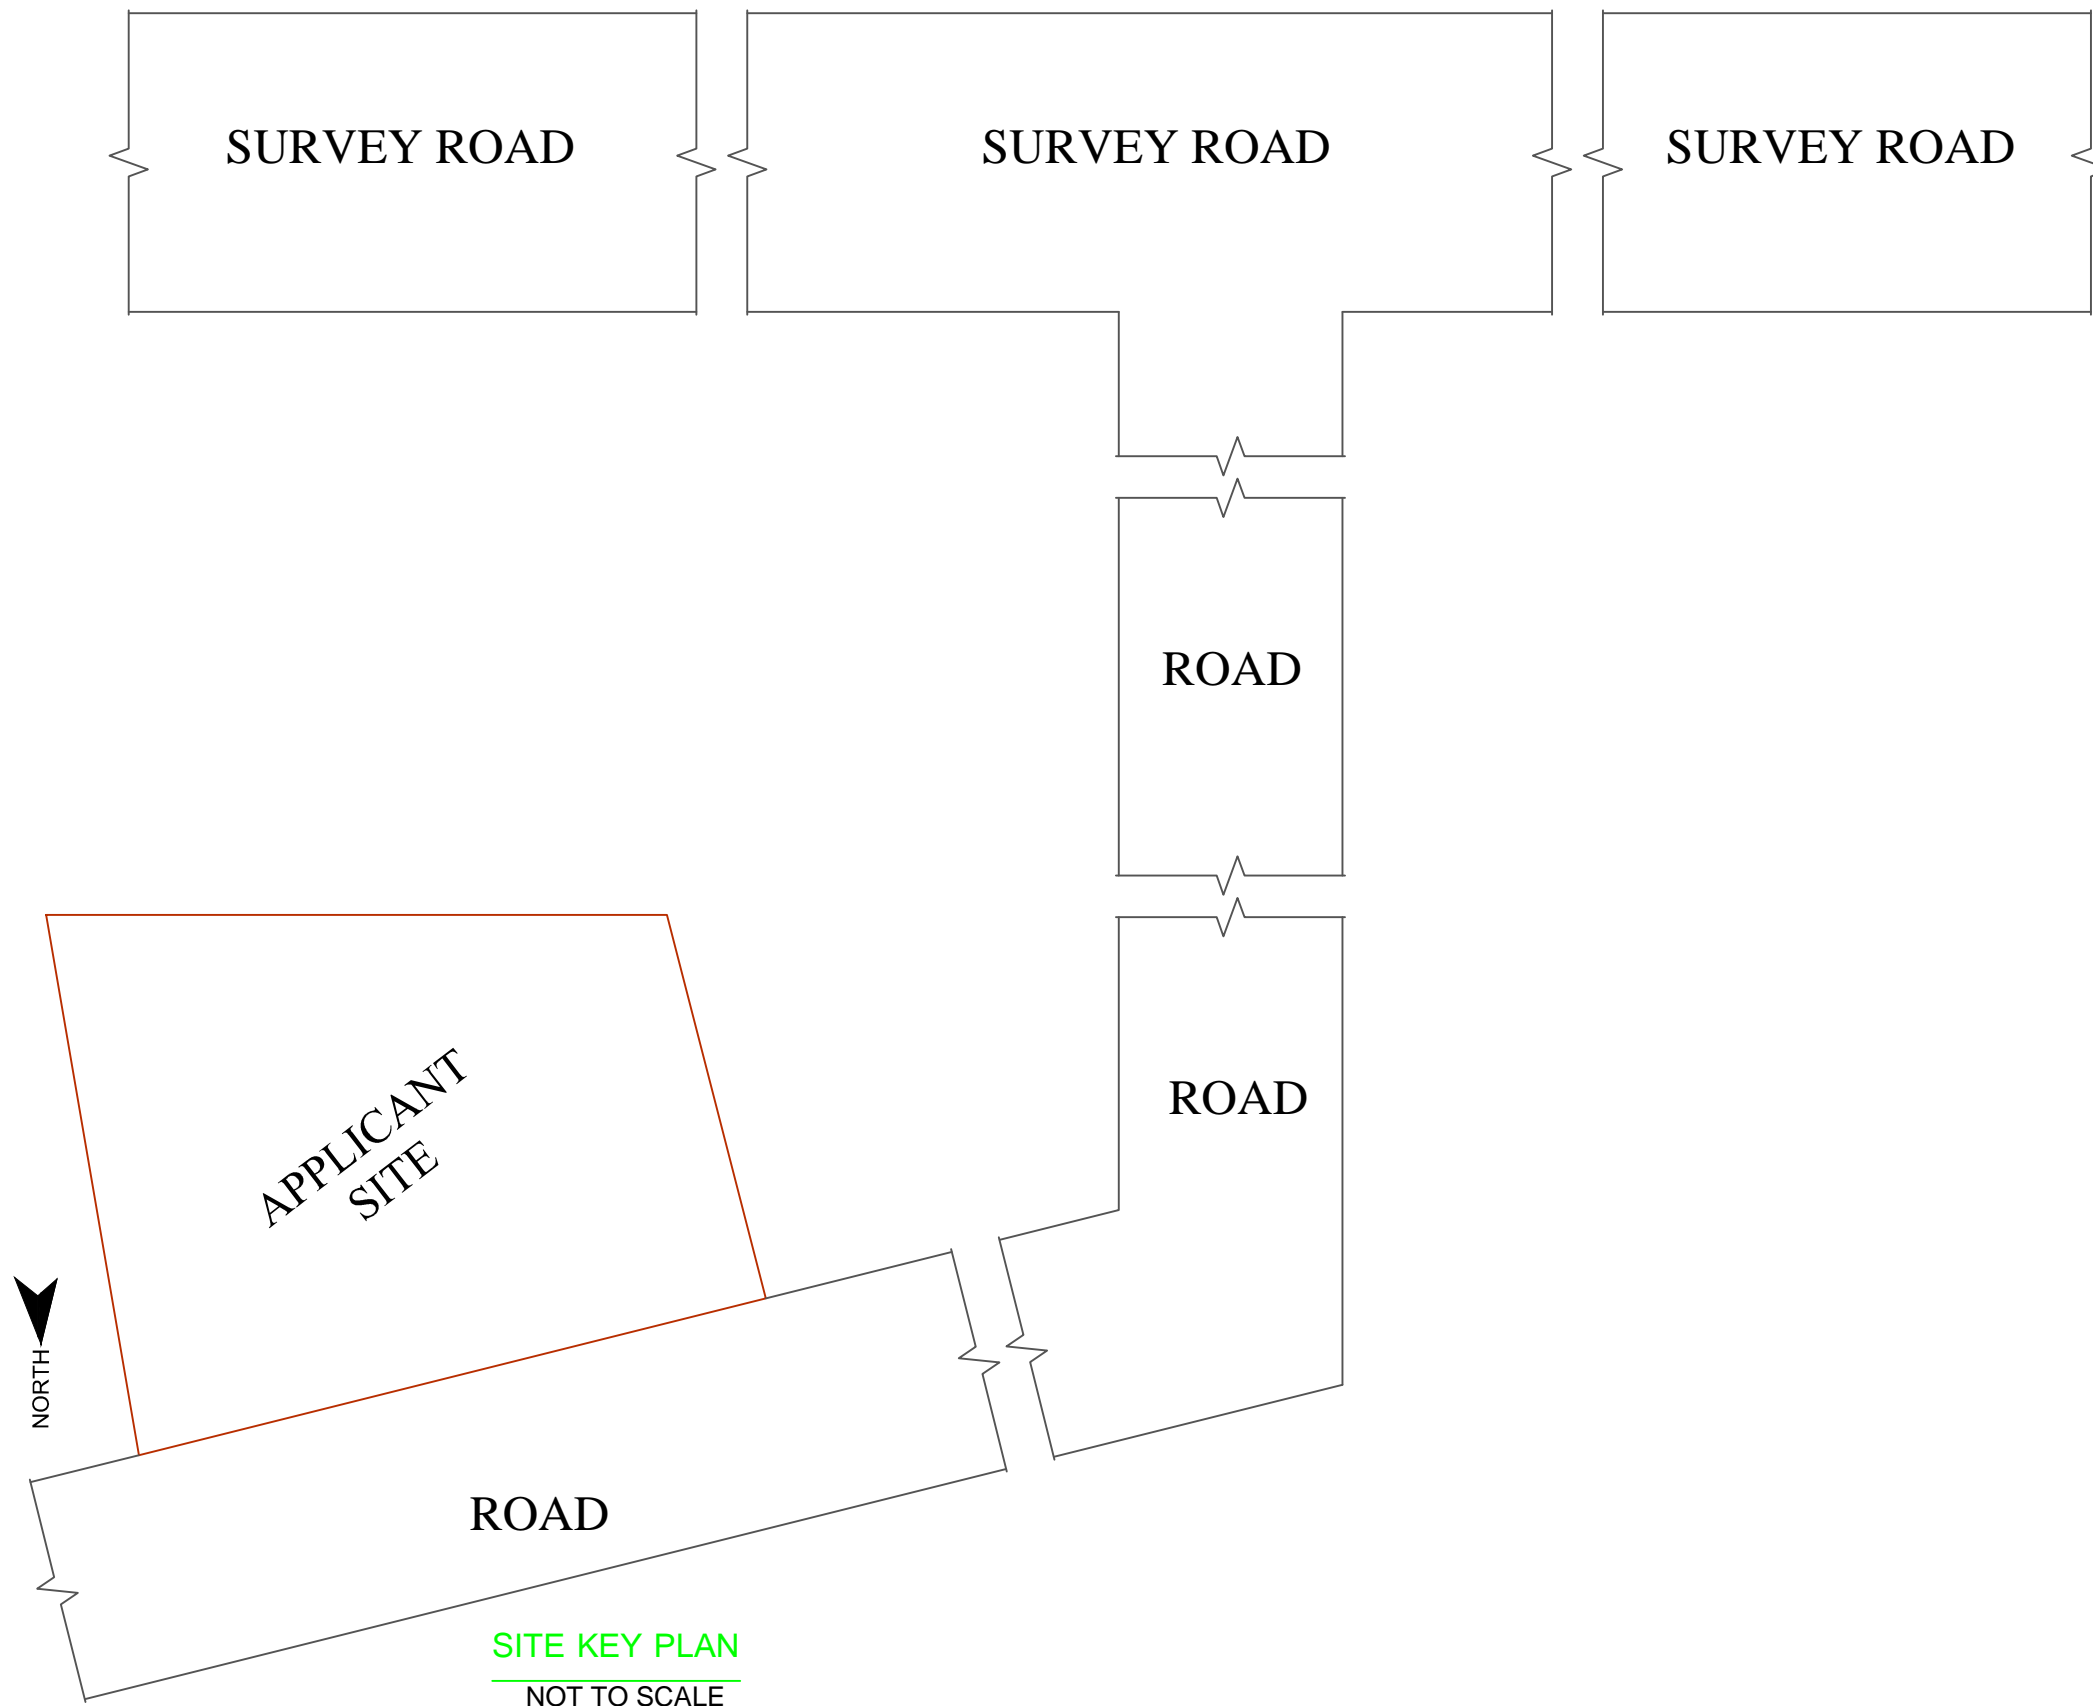 SURVEY ROAD
SURVEY ROAD
SURVEY ROAD
ROAD
ROAD
APPLICANT
SITE
NORTH
ROAD
SITE KEY PLAN
NOT TO SCALE